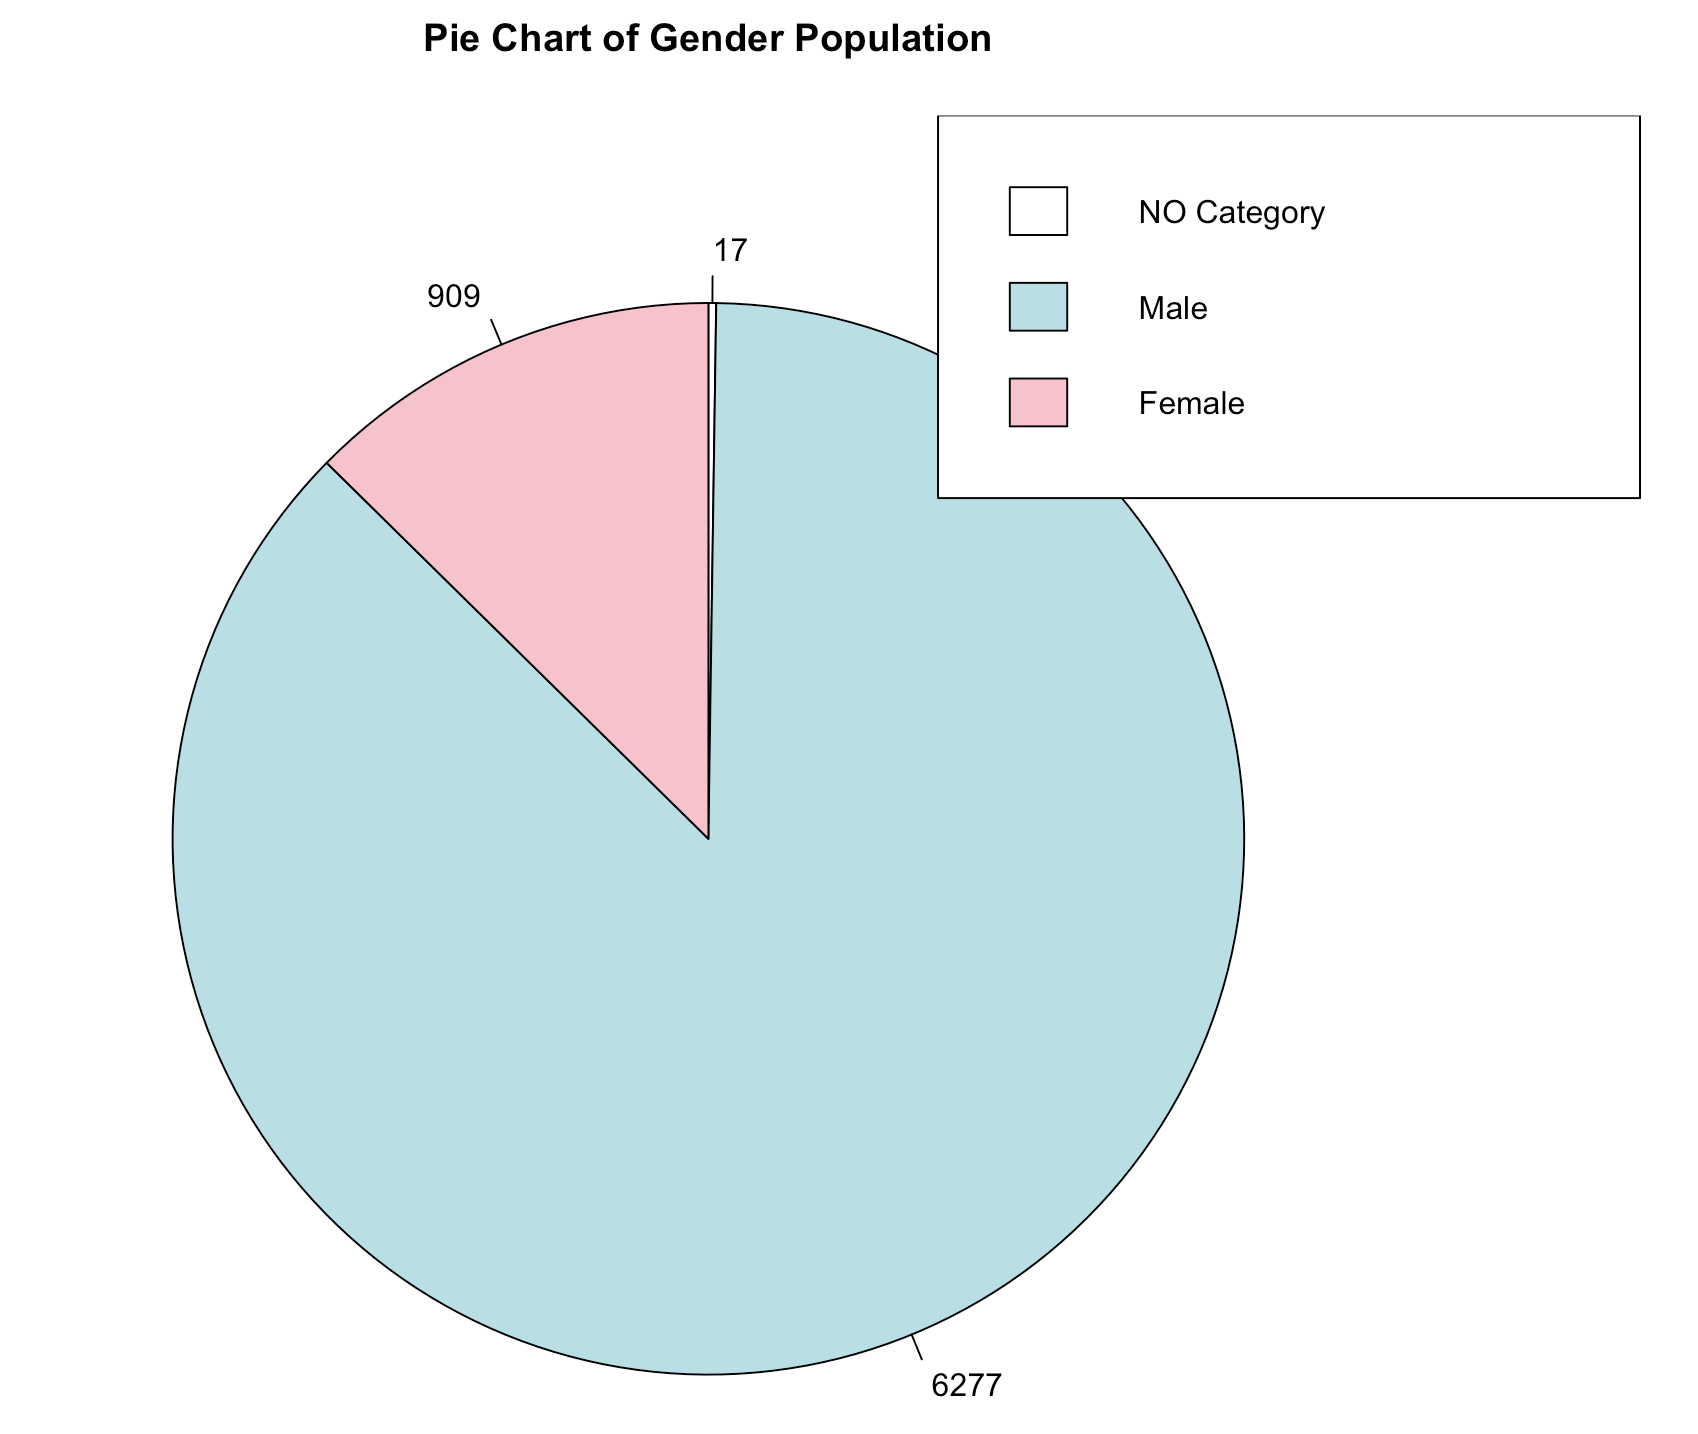 Pie Chart of Gender Population
NO Category
Male
Female
17
909
6277